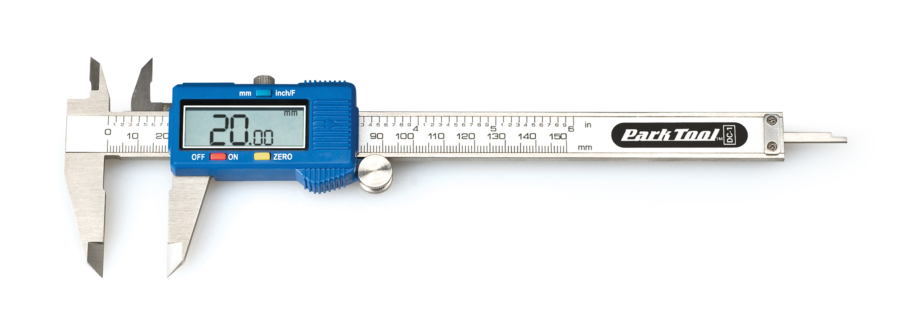 mm inch/F
mm
20.00
OFF ON ZERO
0
4 5 6 in
10 20 90 100 110 120 130 140 150 mm
Park Tool™ DC-1